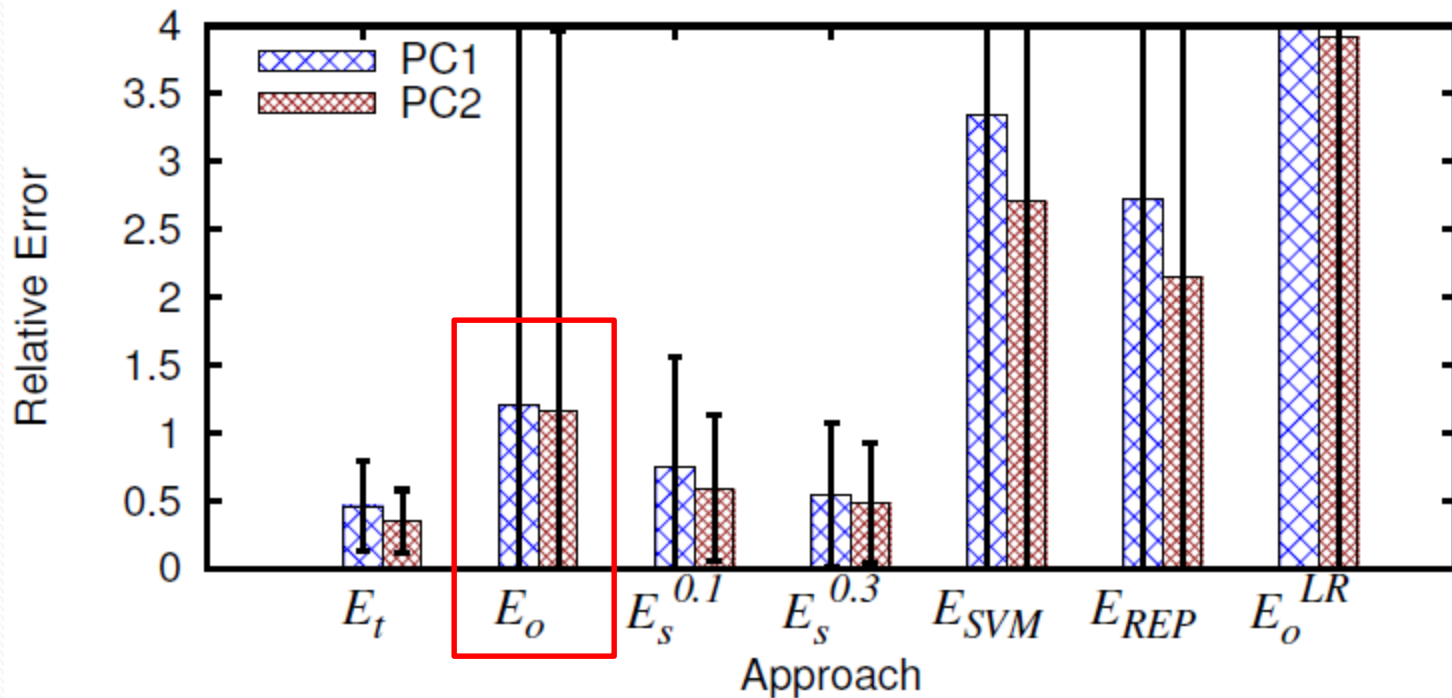 4
PC1
PC2
3.5
3
2.5
2
1.5
1
0.5
0
Relative Error
E_t E_o E_s^0.1 E_s^0.3 E_SVM E_REP E_o^LR
Approach